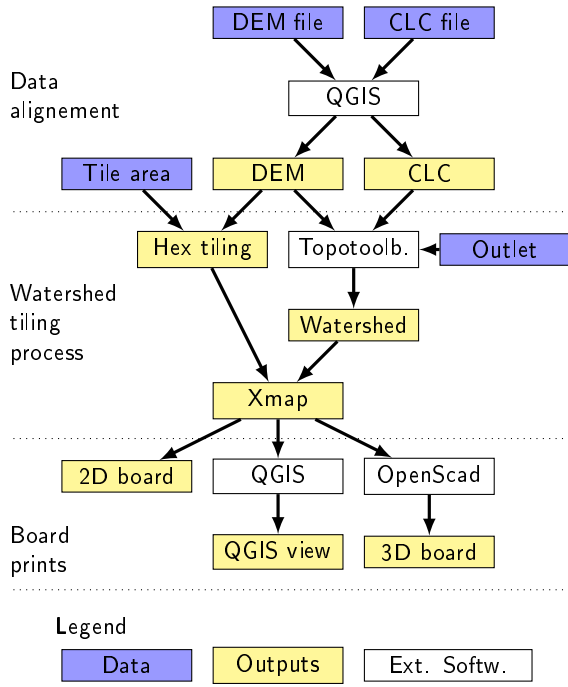 DEM file
CLC file
Data
alignement
QGIS
Tile area
DEM
CLC
Hex tiling
Topotoolb.
Outlet
Watershed
tiling
process
Watershed
Xmap
2D board
QGIS
OpenScad
Board
prints
QGIS view
3D board
Legend
Data
Outputs
Ext. Softw.